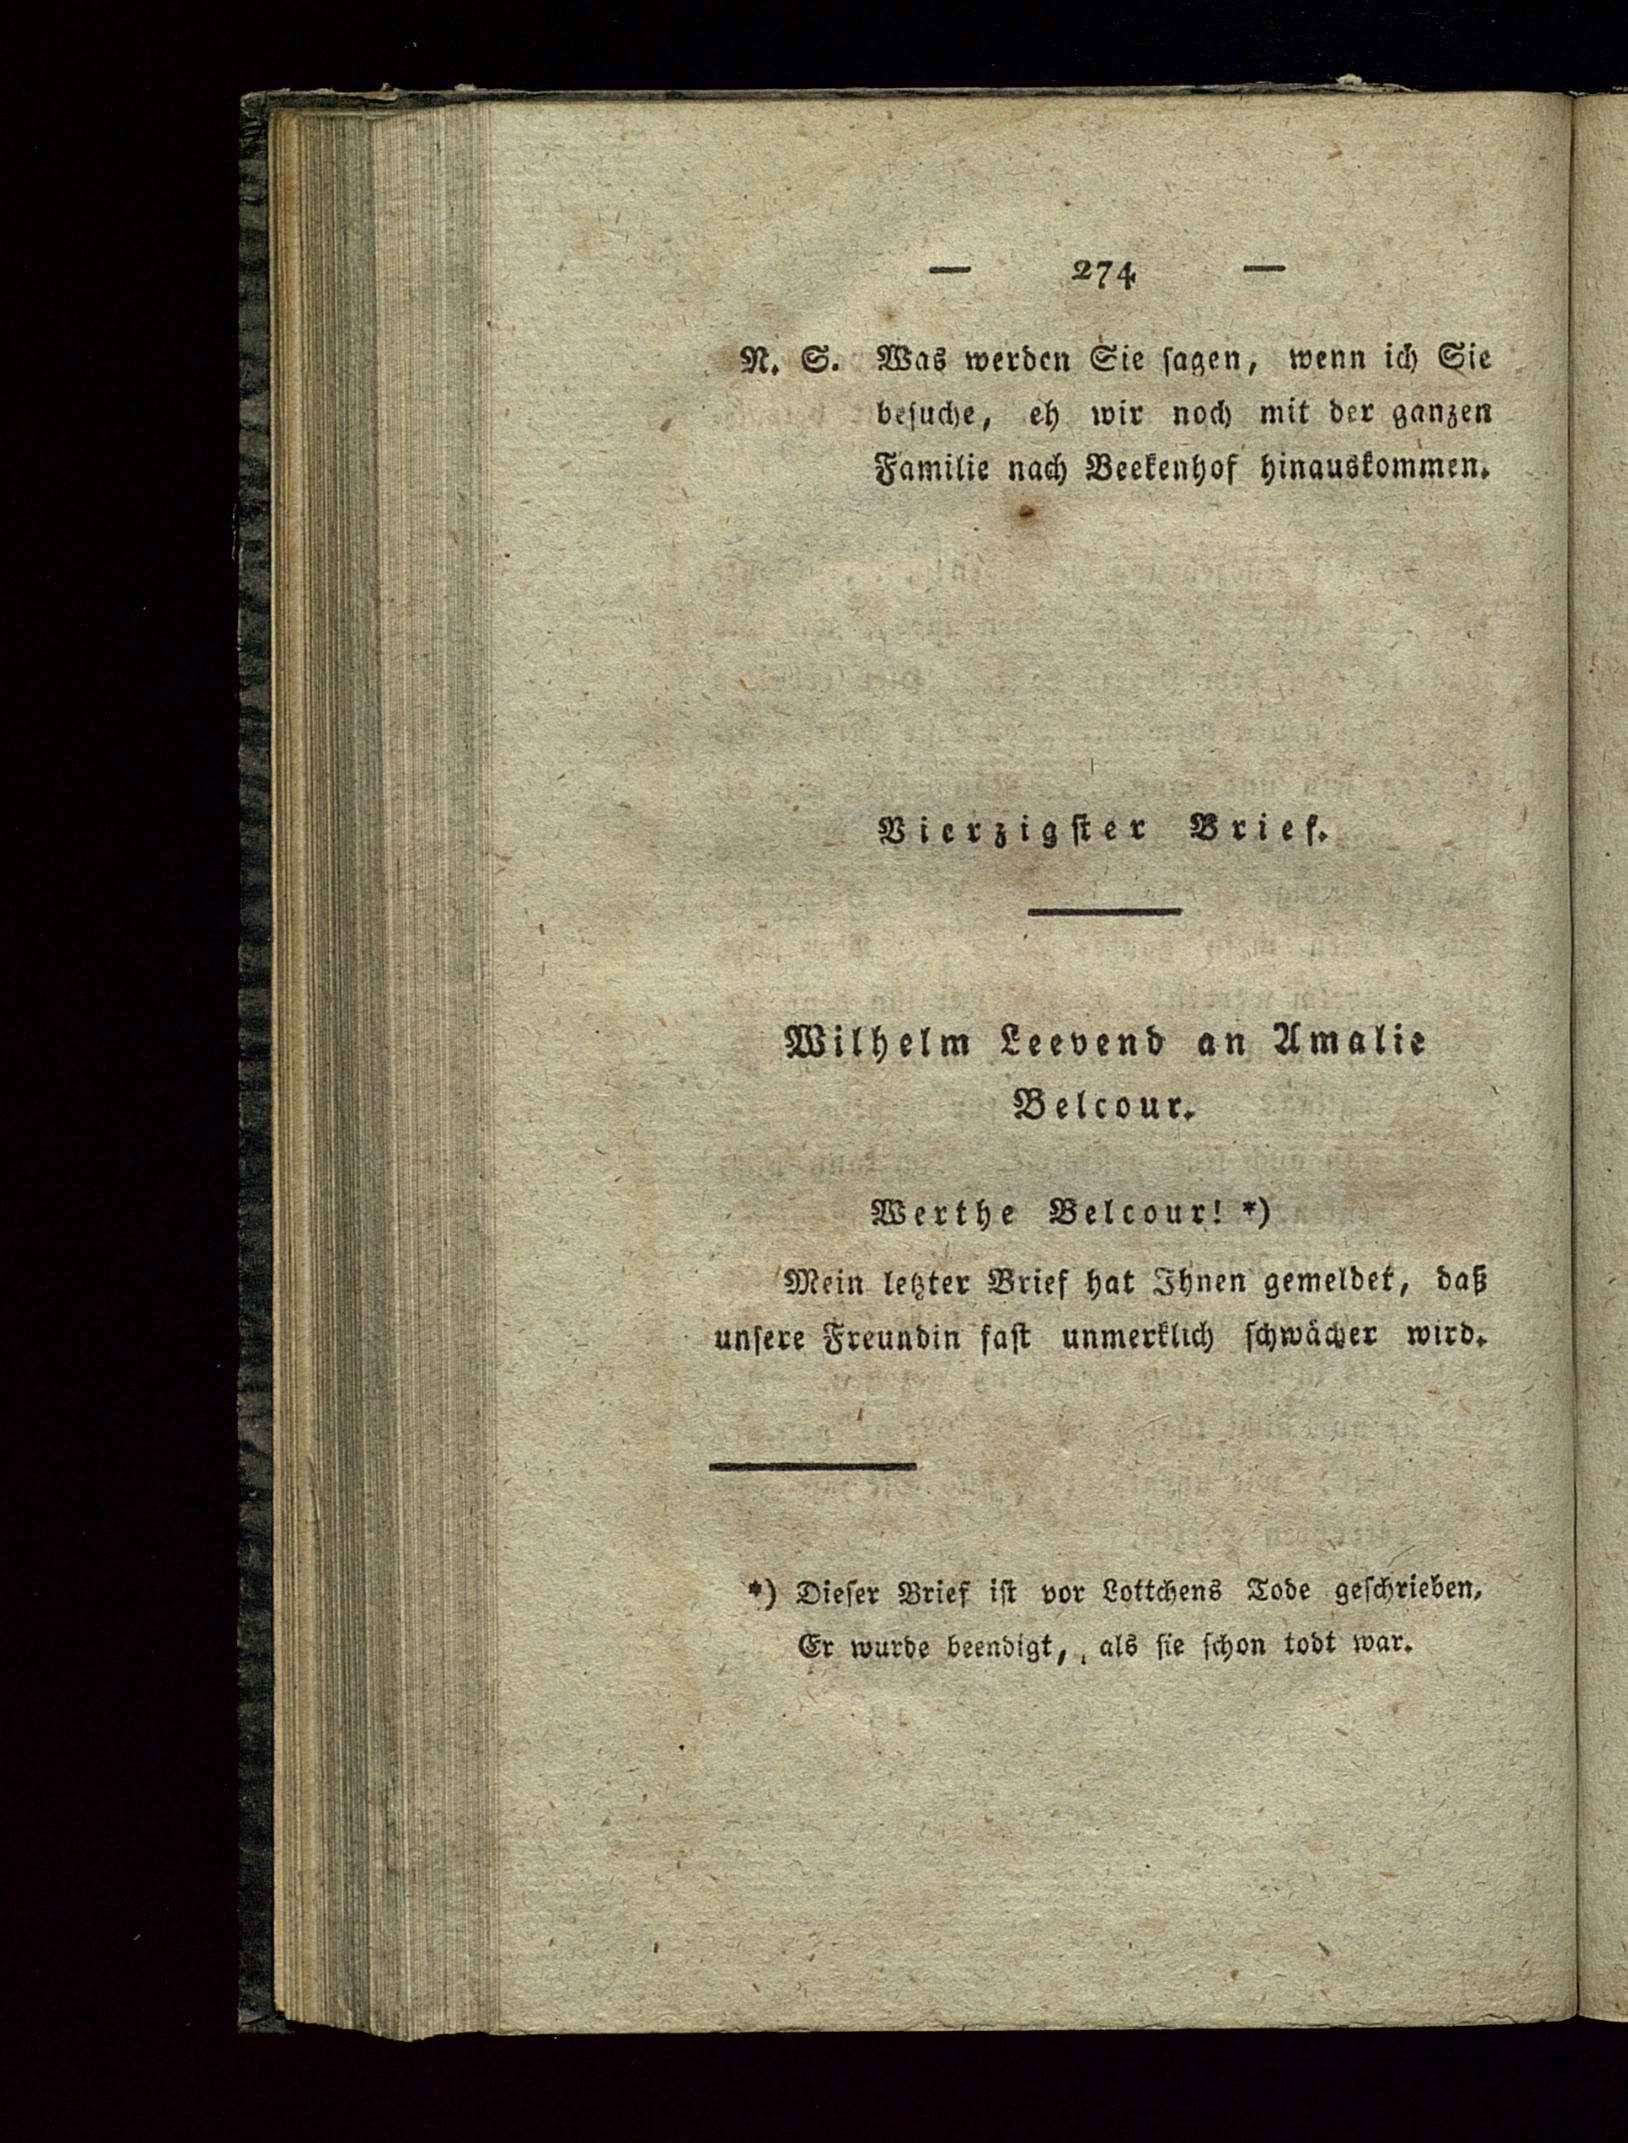 — 274 —
N. S. Was werden Sie ſagen, wenn ich Sie
beſuche, eh wir noch mit der ganzen
Familie nach Beekenhof hinauskommen.
Vierzigſter Brief.
Wilhelm Leevend an Amalie
Belcour.
Werthe Belcour! *)
Mein letzter Brief hat Ihnen gemeldet, daß
unſere Freundin faſt unmerklich ſchwächer wird.
*) Dieſer Brief iſt vor Lottchens Tode geſchrieben,
Er wurde beendigt, als ſie ſchon todt war.